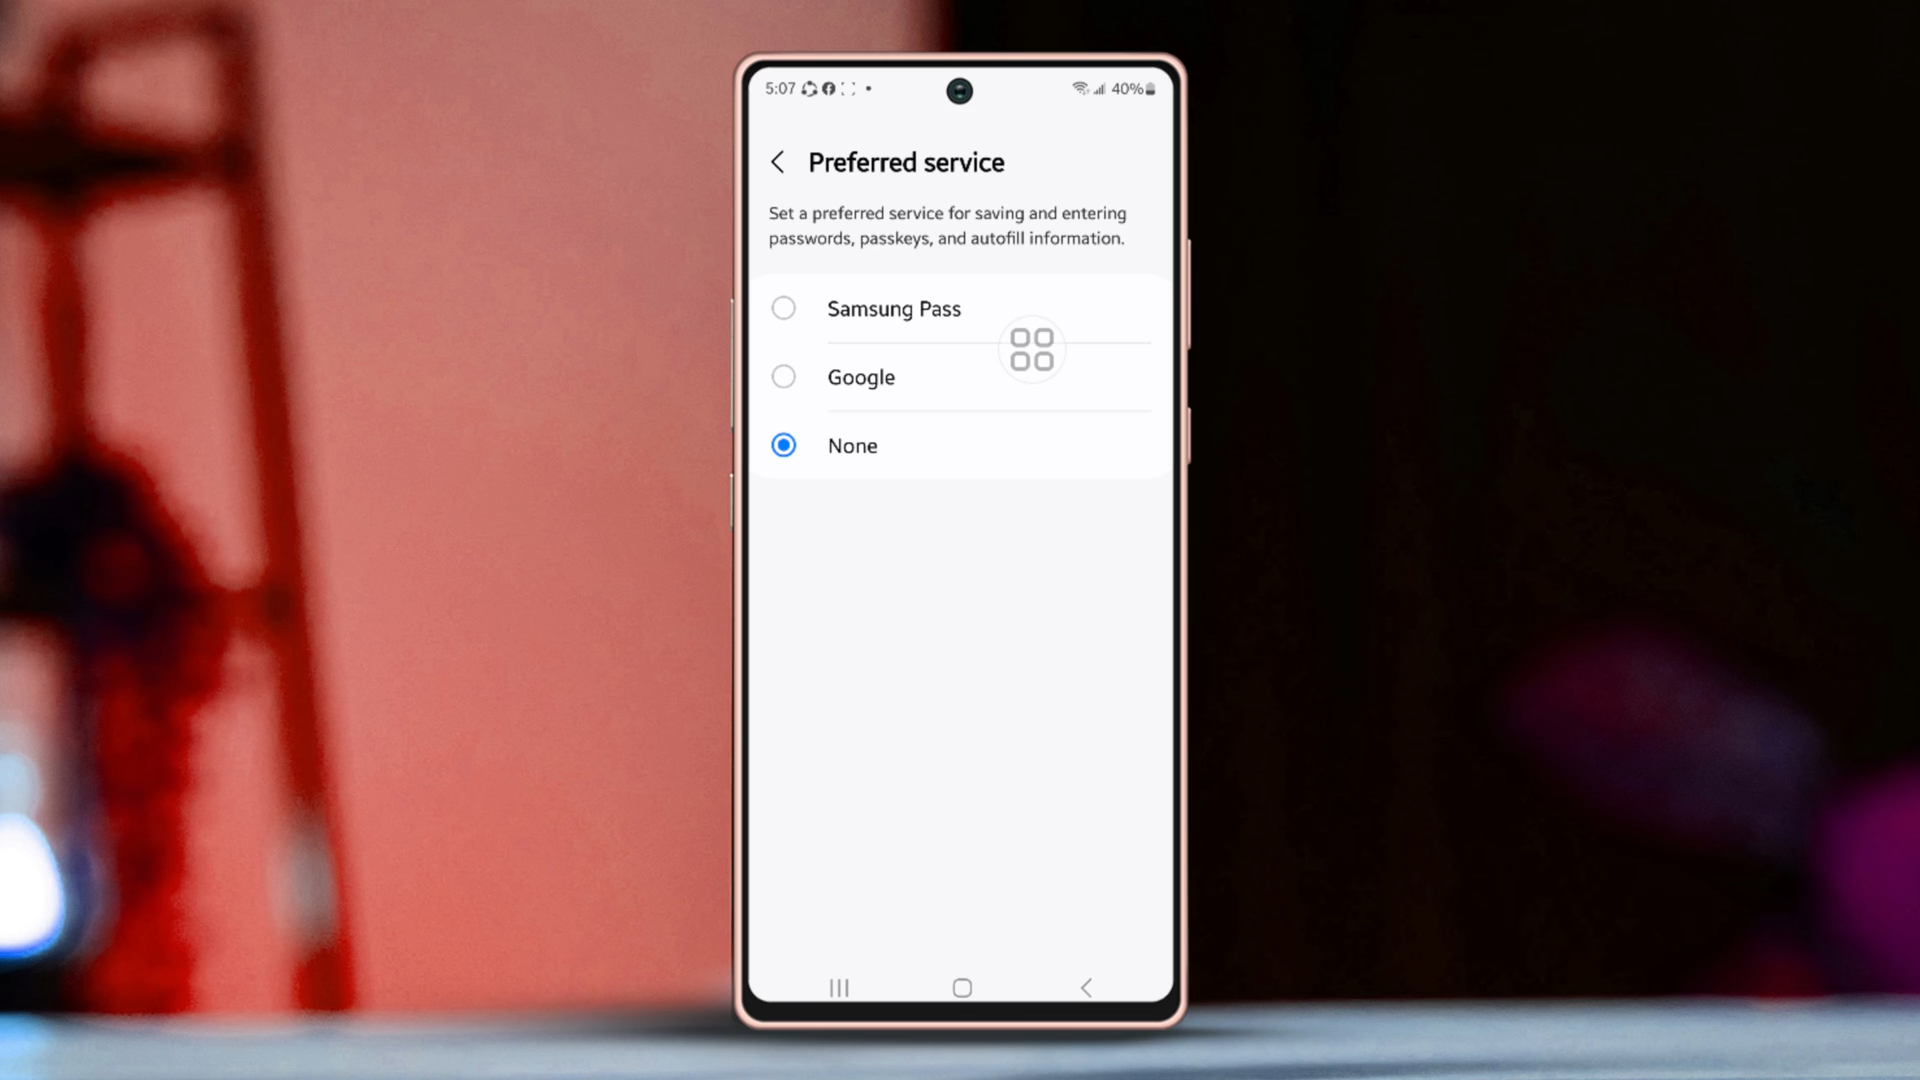 5:07
40%
Preferred service
Set a preferred service for saving and entering
passwords, passkeys, and autofill information.
Samsung Pass
Google
None